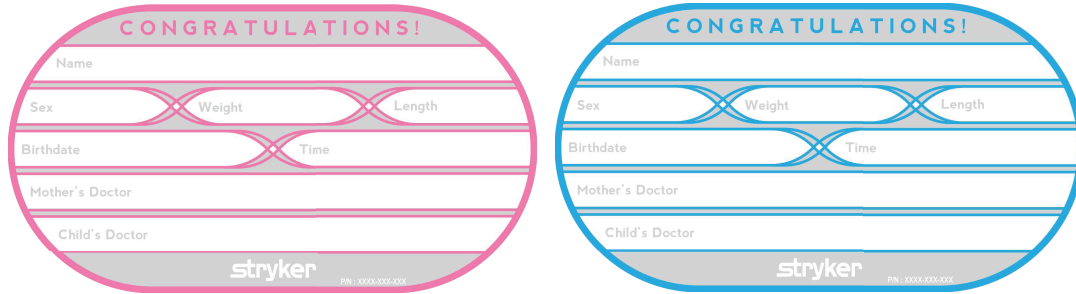 CONGRATULATIONS!
Name
Sex Weight Length
Birthdate Time
Mother's Doctor
Child's Doctor
stryker
P/N : XXXX-XXX-XXX
CONGRATULATIONS!
Name
Sex Weight Length
Birthdate Time
Mother's Doctor
Child's Doctor
stryker
P/N : XXXX-XXX-XXX